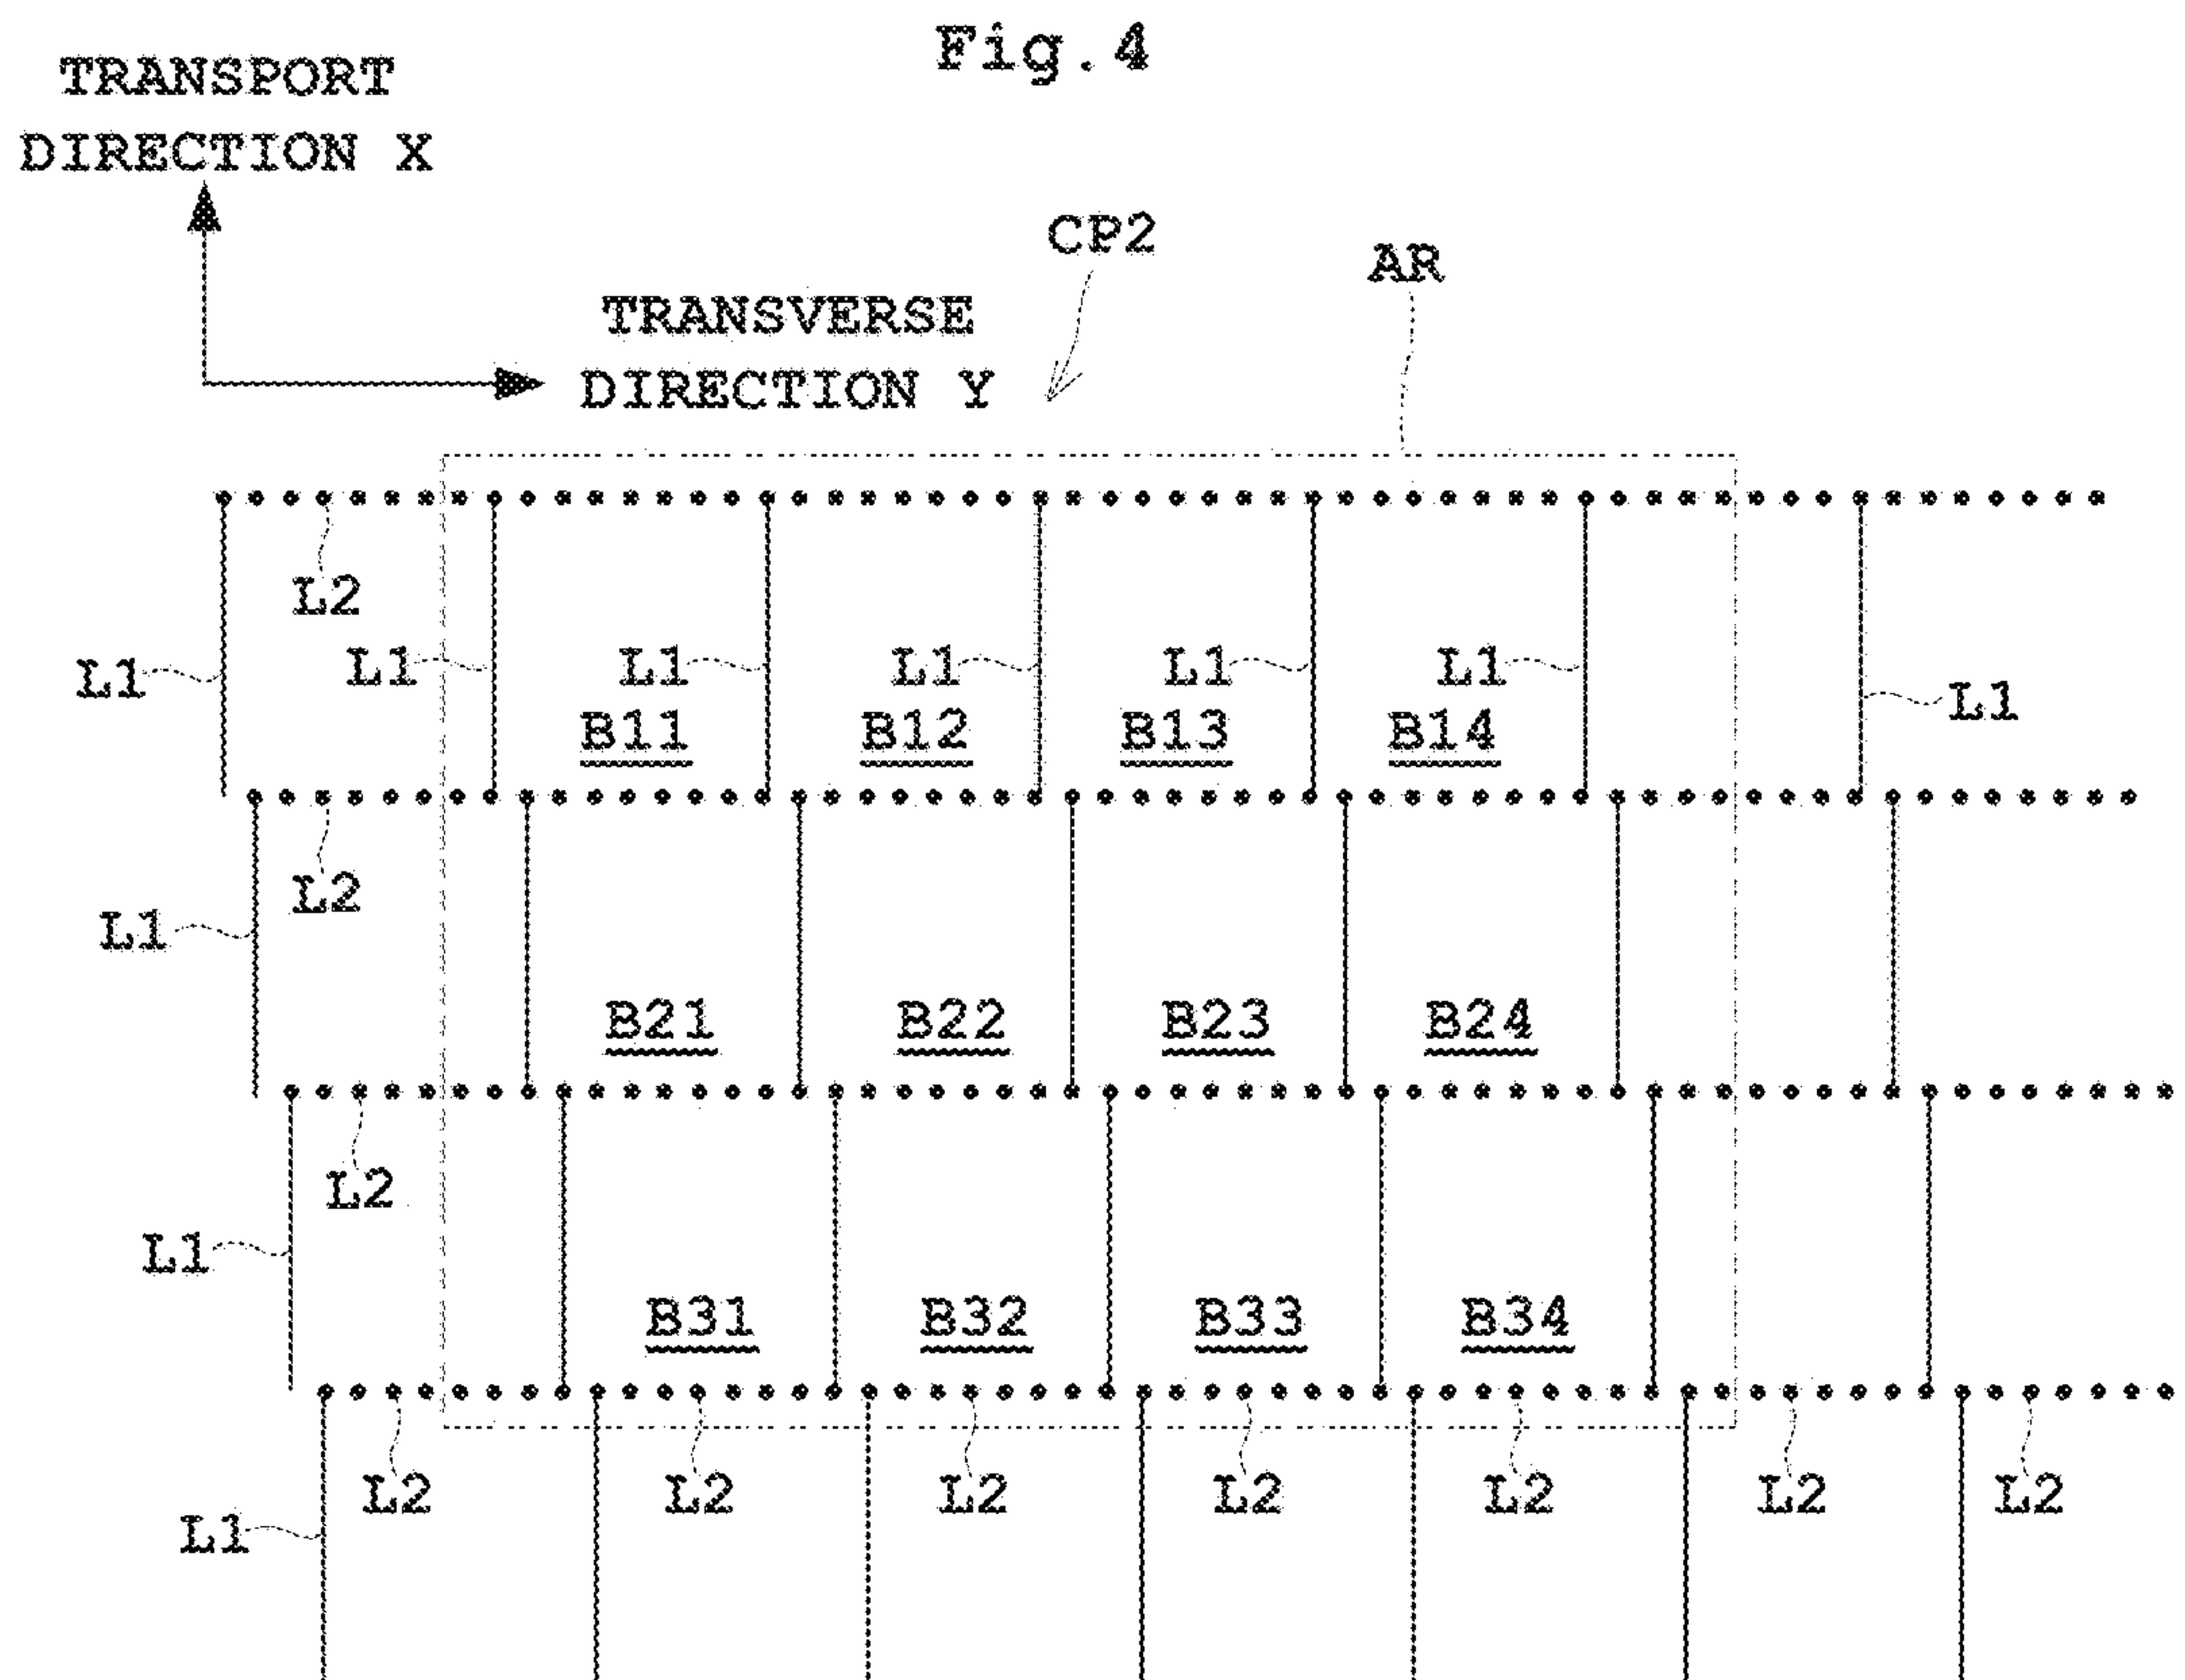 Fig.4
TRANSPORT
DIRECTION X
CP2
AR
TRANSVERSE
DIRECTION Y
L2
L1
L1
L1
L1
L1
L1
L1
B11
B12
B13
B14
L2
L1
B21
B22
B23
B24
L2
L1
B31
B32
B33
B34
L2
L2
L2
L2
L2
L2
L2
L1